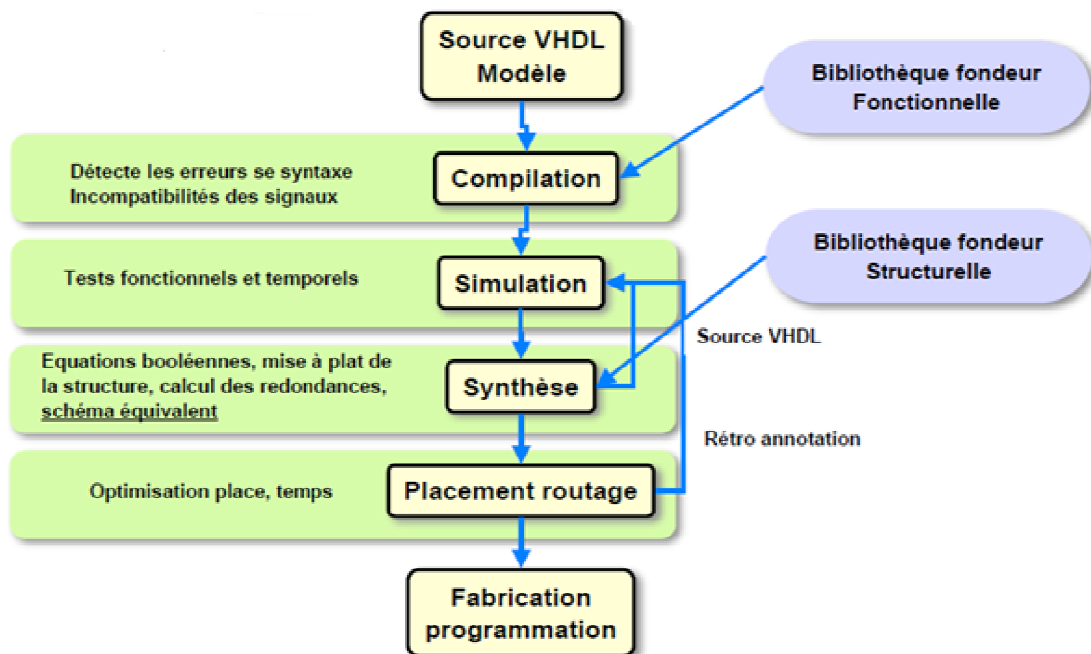 Source VHDL
Modèle
Bibliothèque fondeur
Fonctionnelle
Détecte les erreurs se syntaxe
Incompatibilités des signaux
Compilation
Bibliothèque fondeur
Structurelle
Tests fonctionnels et temporels
Simulation
Source VHDL
Equations booléennes, mise à plat de
la structure, calcul des redondances,
schéma équivalent
Synthèse
Rétro annotation
Optimisation place, temps
Placement routage
Fabrication
programmation